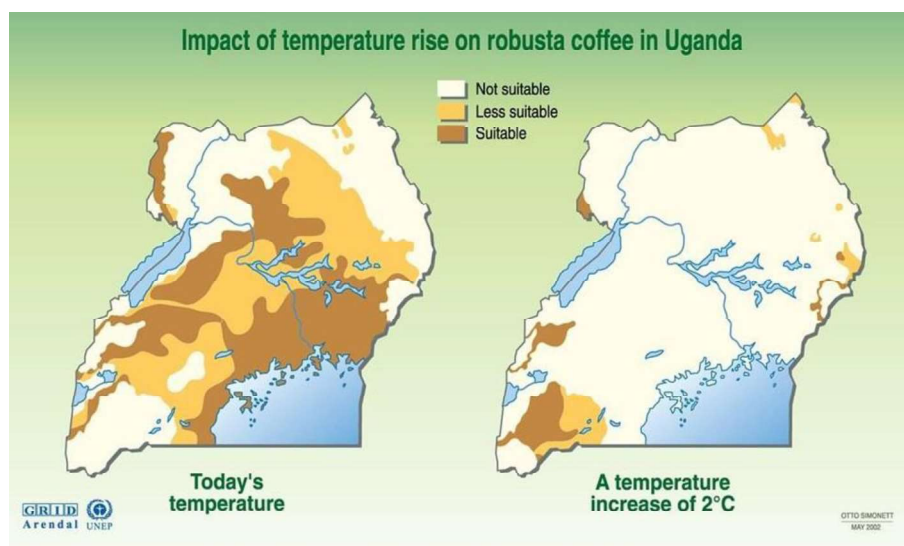 Impact of temperature rise on robusta coffee in Uganda
Not suitable
Less suitable
Suitable
Today's
temperature
A temperature
increase of 2°C
GRID
Arendal
UNEP
OTTO SIMONETT
MAY 2002